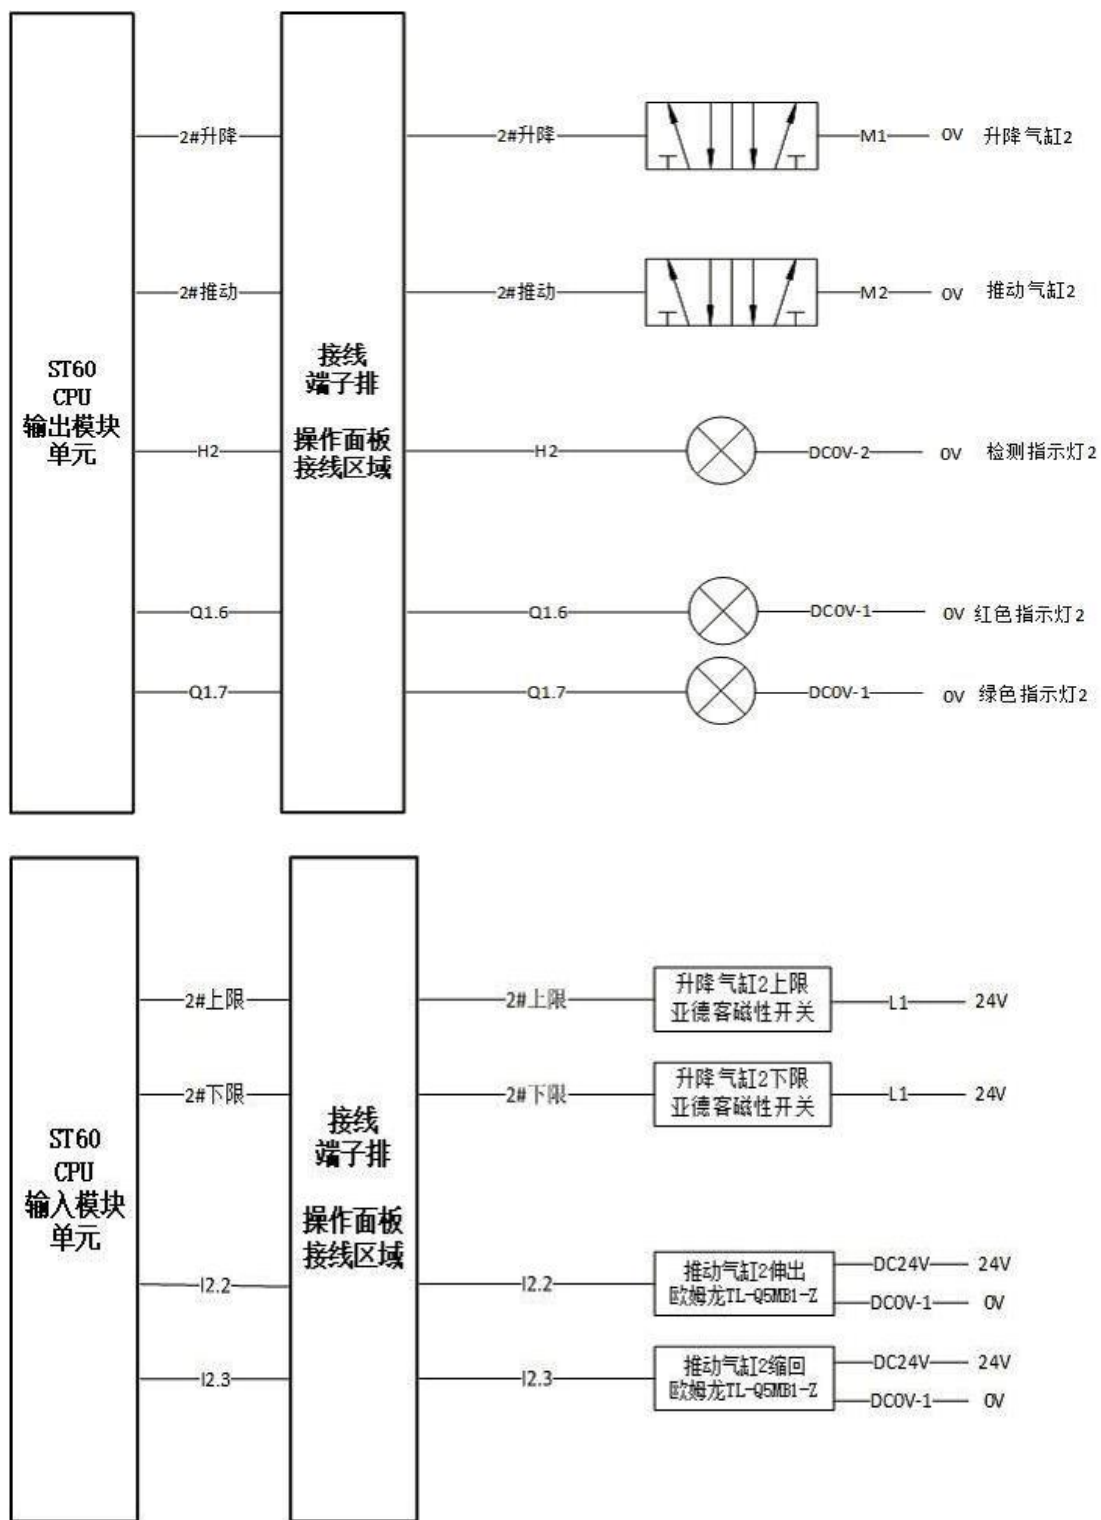 2#升降
2#升降
M1
0V
升降气缸2
2#推动
2#推动
M2
0V
推动气缸2
ST60
CPU
输出模块
单元
接线
端子排
操作面板
接线区域
H2
H2
DC0V-2
0V
检测指示灯2
Q1.6
Q1.6
DC0V-1
0V
红色指示灯2
Q1.7
Q1.7
DC0V-1
0V
绿色指示灯2
2#上限
2#上限
升降气缸2上限
亚德客磁性开关
L1
24V
2#下限
2#下限
升降气缸2下限
亚德客磁性开关
L1
24V
ST60
CPU
输入模块
单元
接线
端子排
操作面板
接线区域
I2.2
I2.2
推动气缸2伸出
欧姆龙TL-Q5MB1-Z
DC24V
24V
DC0V-1
0V
I2.3
I2.3
推动气缸2缩回
欧姆龙TL-Q5MB1-Z
DC24V
24V
DC0V-1
0V